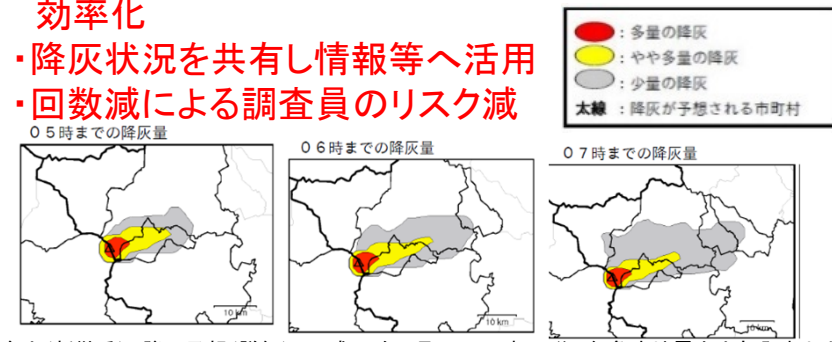 効率化
・降灰状況を共有し情報等へ活用
・回数減による調査員のリスク減
：多量の降灰
：やや多量の降灰
：少量の降灰
太線：降灰が予想される市町村
０５時までの降灰量
０６時までの降灰量
０７時までの降灰量
10 km
10 km
10km